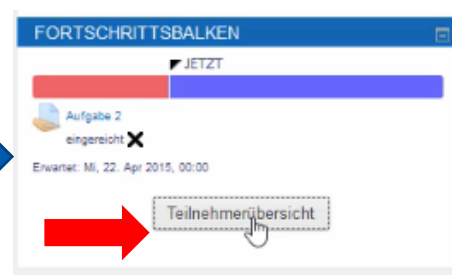 FORTSCHRITTSBALKEN
JETZT
Aufgabe 2
eingereicht
Erwartet: Mi, 22. Apr 2015, 00:00
Teilnehmerübersicht